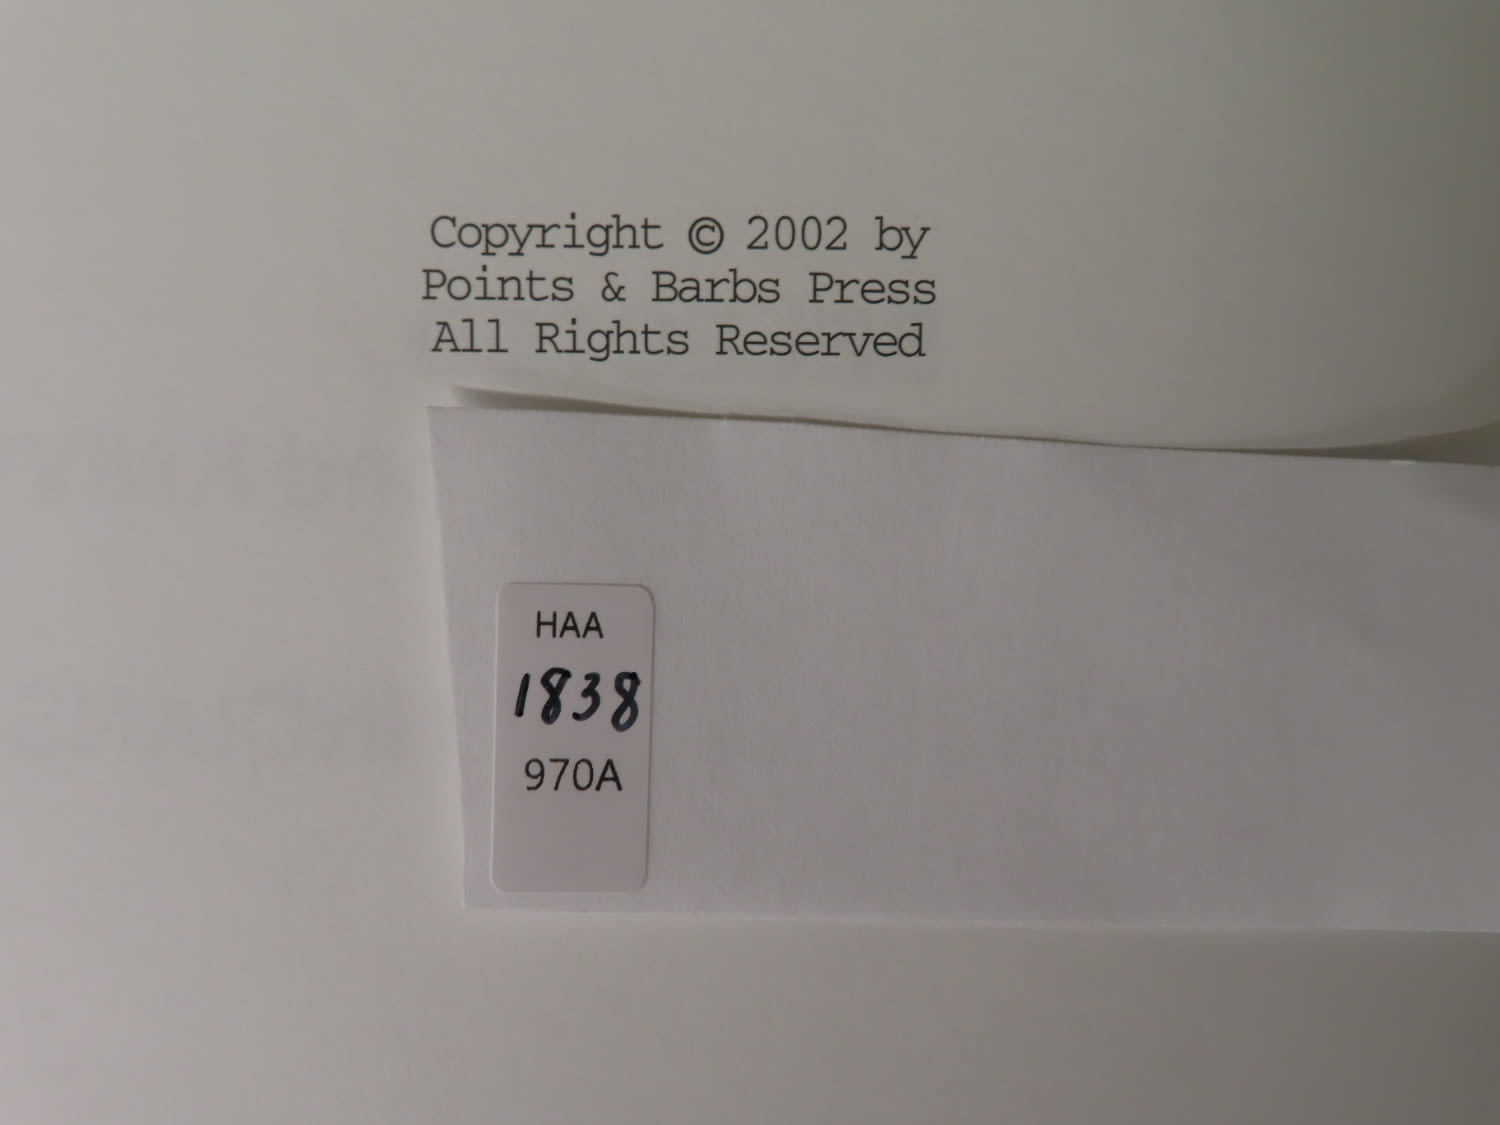 Copyright © 2002 by
Points & Barbs Press
All Rights Reserved
HAA
1838
970A